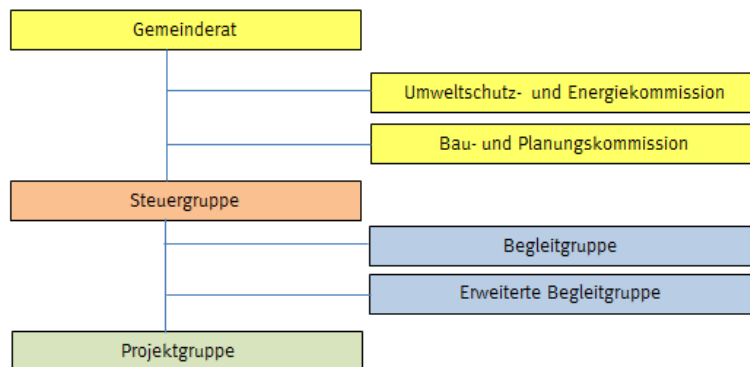 Gemeinderat
Umweltschutz- und Energiekommission
Bau- und Planungskommission
Steuergruppe
Begleitgruppe
Erweiterte Begleitgruppe
Projektgruppe